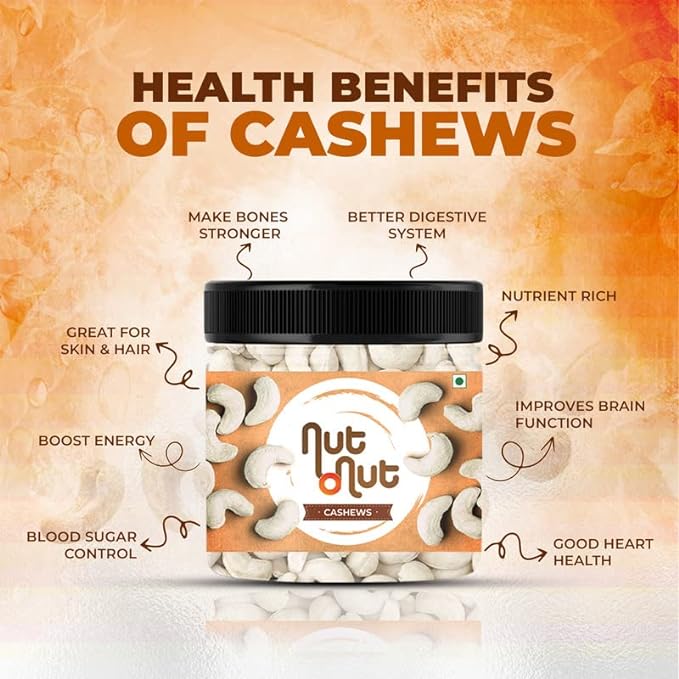 HEALTH BENEFITS
OF CASHEWS
MAKE BONES
STRONGER
BETTER DIGESTIVE
SYSTEM
NUTRIENT RICH
GREAT FOR
SKIN & HAIR
IMPROVES BRAIN
FUNCTION
BOOST ENERGY
BLOOD SUGAR
CONTROL
GOOD HEART
HEALTH
nut
nut
· CASHEWS ·